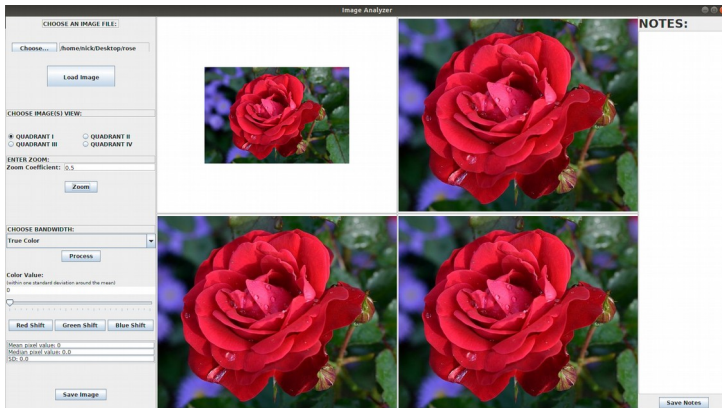 Image Analyzer
CHOOSE AN IMAGE FILE:
Choose... /home/nick/Desktop/rose
Load Image
CHOOSE IMAGE(S) VIEW:
QUADRANT I QUADRANT II
QUADRANT III QUADRANT IV
ENTER ZOOM:
Zoom Coefficient: 0.5
Zoom
CHOOSE BANDWIDTH:
True Color
Process
Color Value:
(within one standard deviation around the mean)
0
Red Shift Green Shift Blue Shift
Mean pixel value: 0
Median pixel value: 0.0
SD: 0.0
Save Image
NOTES:
Save Notes